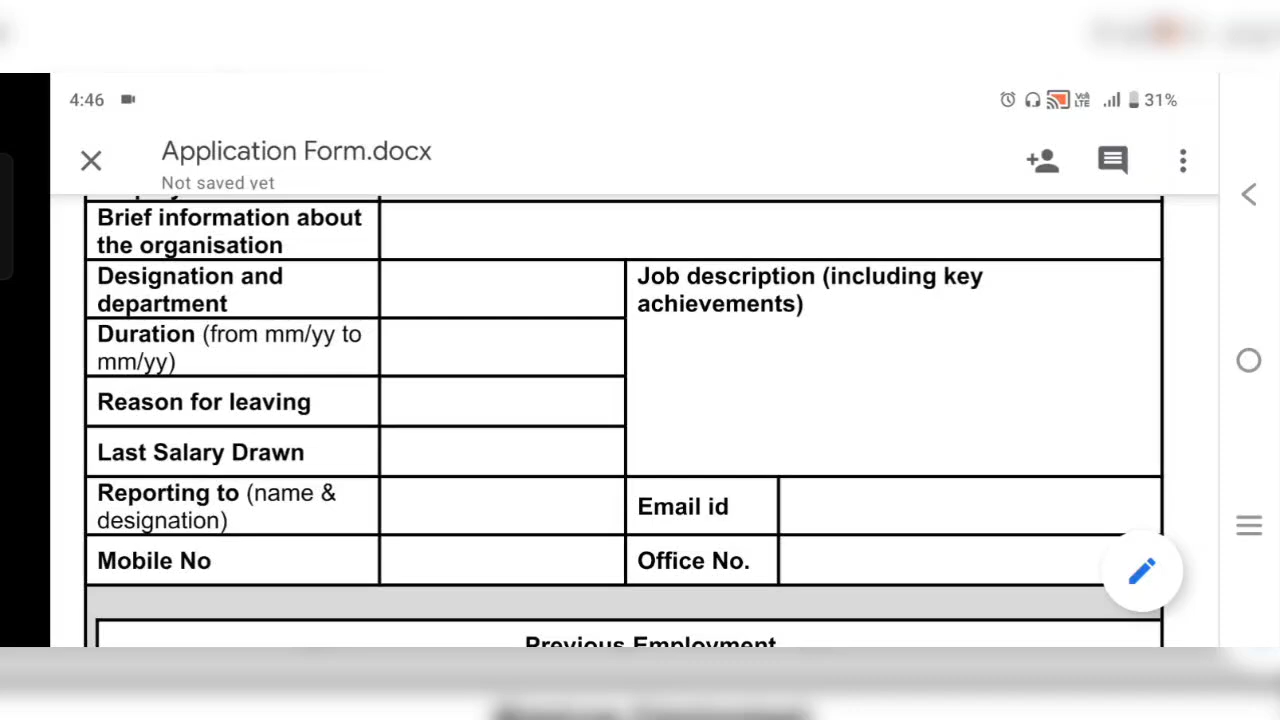 4:46
Vo)
LTE
31%
Application Form.docx
Not saved yet
Brief information about
the organisation
Designation and
department
Job description (including key
achievements)
Duration (from mm/yy to
mm/yy)
Reason for leaving
Last Salary Drawn
Reporting to (name &
designation)
Email id
Mobile No
Office No.
Previous Employment